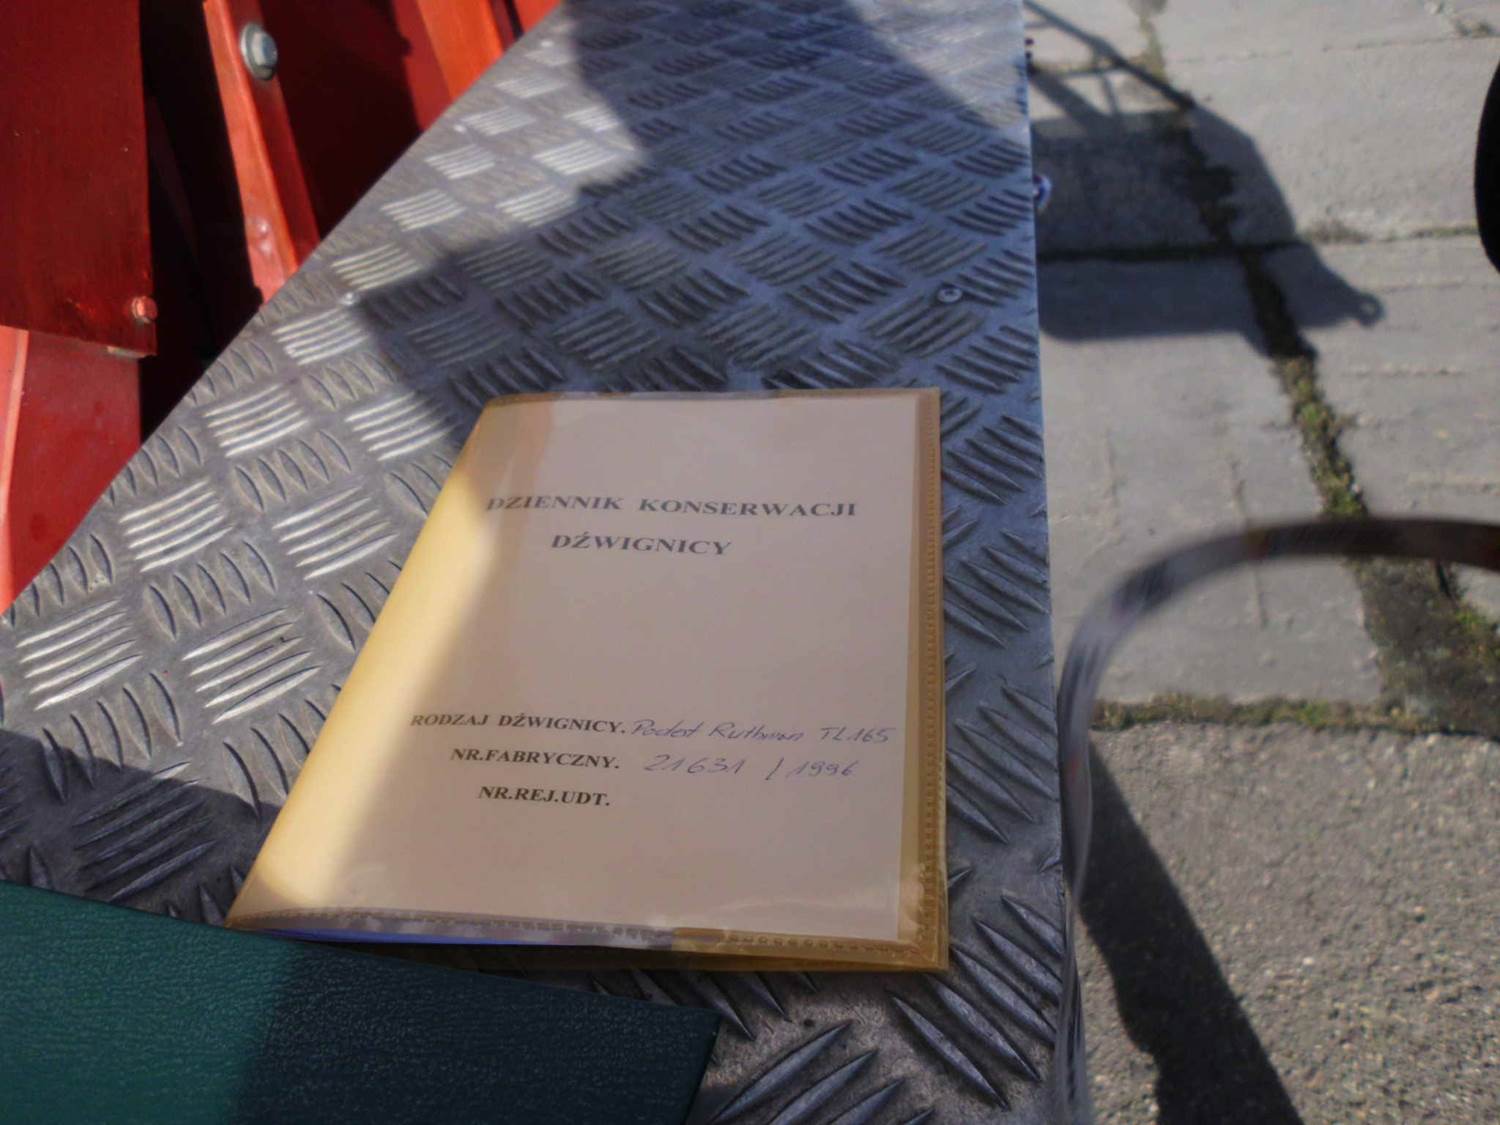 DZIENNIK KONSERWACJI
DŹWIGNICY
RODZAJ DŹWIGNICY. Podest Ruthman TL165
NR.FABRYCZNY. 21631 / 1996
NR.REJ.UDT.